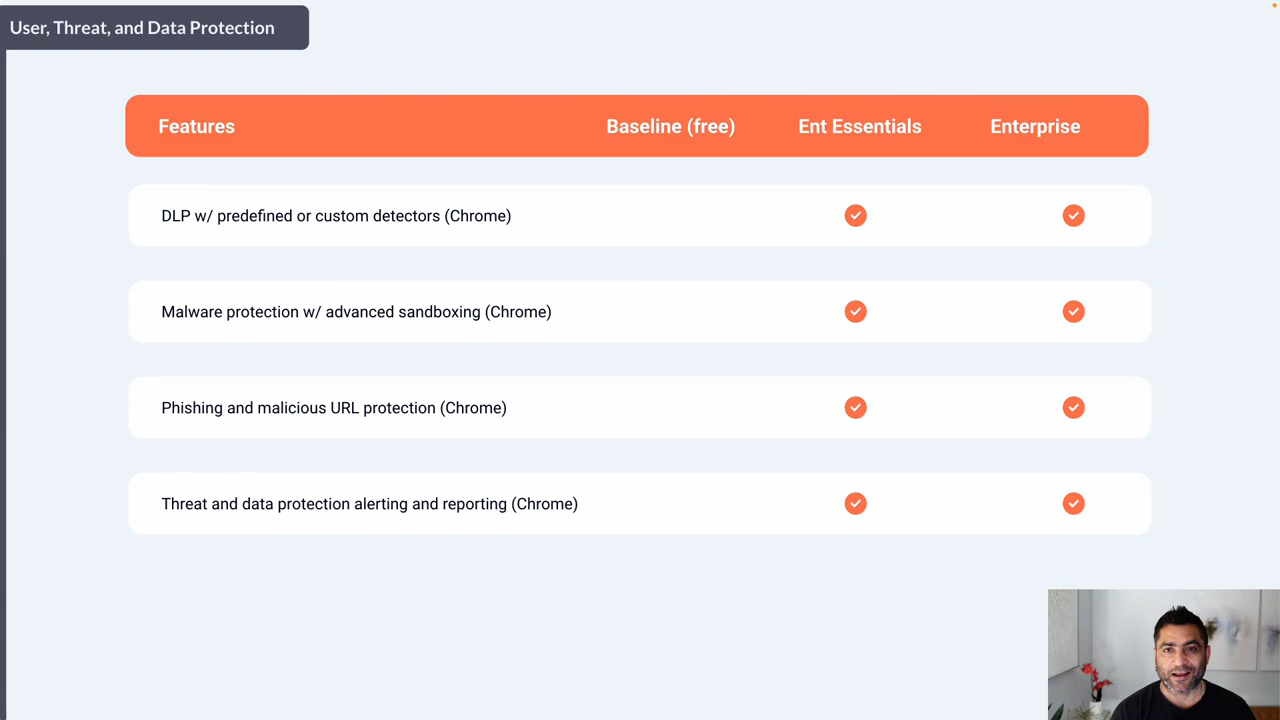 User, Threat, and Data Protection
Features Baseline (free) Ent Essentials Enterprise
DLP w/ predefined or custom detectors (Chrome)
Malware protection w/ advanced sandboxing (Chrome)
Phishing and malicious URL protection (Chrome)
Threat and data protection alerting and reporting (Chrome)